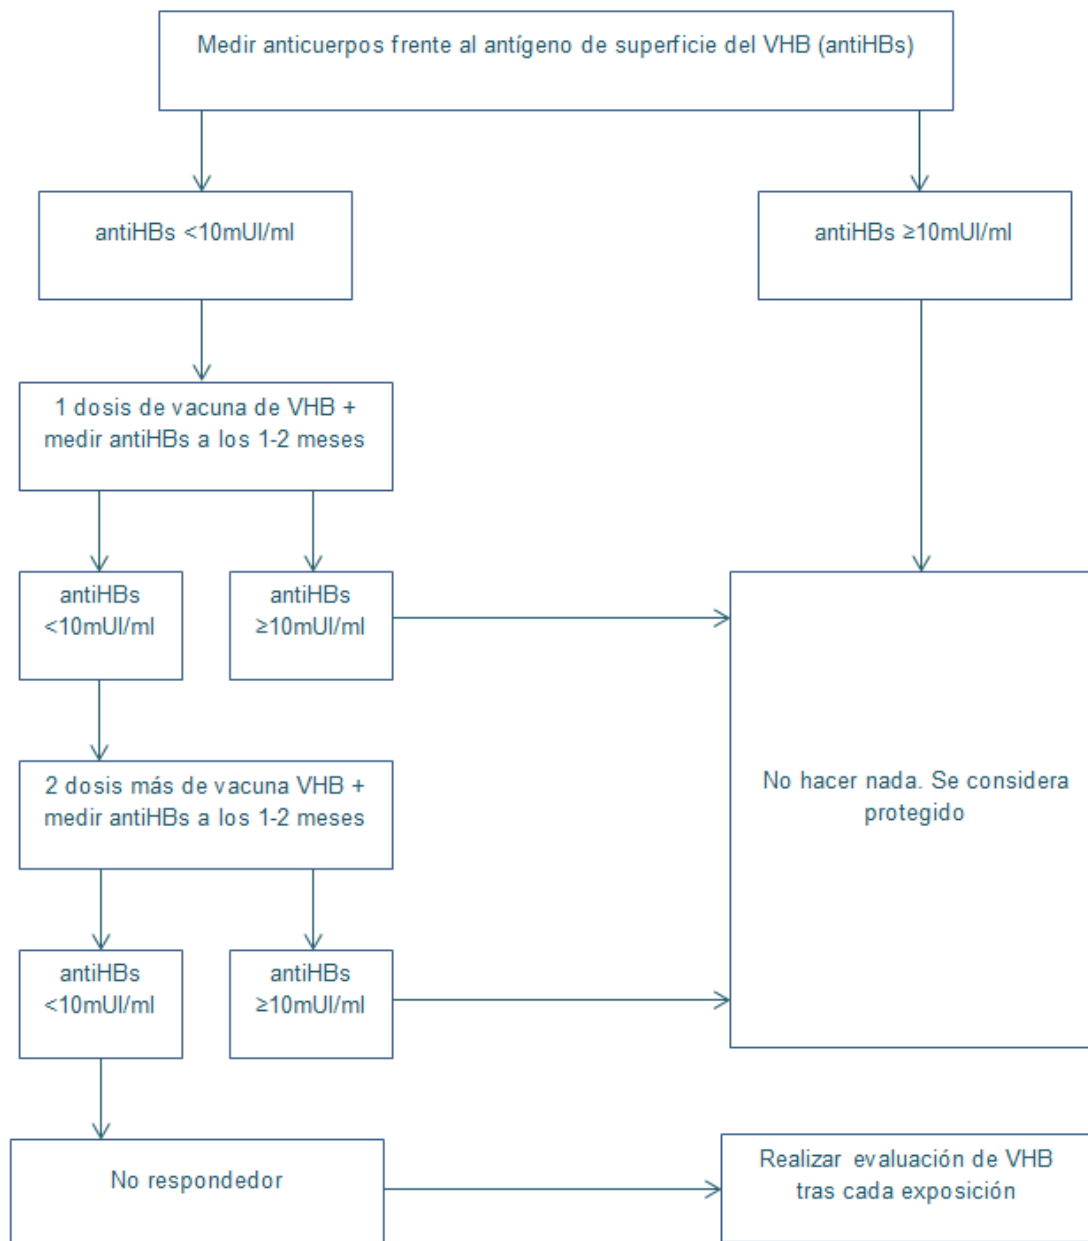 Medir anticuerpos frente al antígeno de superficie del VHB (antiHBs)
antiHBs <10mUI/ml
antiHBs ≥10mUI/ml
1 dosis de vacuna de VHB +
medir antiHBs a los 1-2 meses
antiHBs
<10mUI/ml
antiHBs
≥10mUI/ml
2 dosis más de vacuna VHB +
medir antiHBs a los 1-2 meses
No hacer nada. Se considera
protegido
antiHBs
<10mUI/ml
antiHBs
≥10mUI/ml
No respondedor
Realizar evaluación de VHB
tras cada exposición